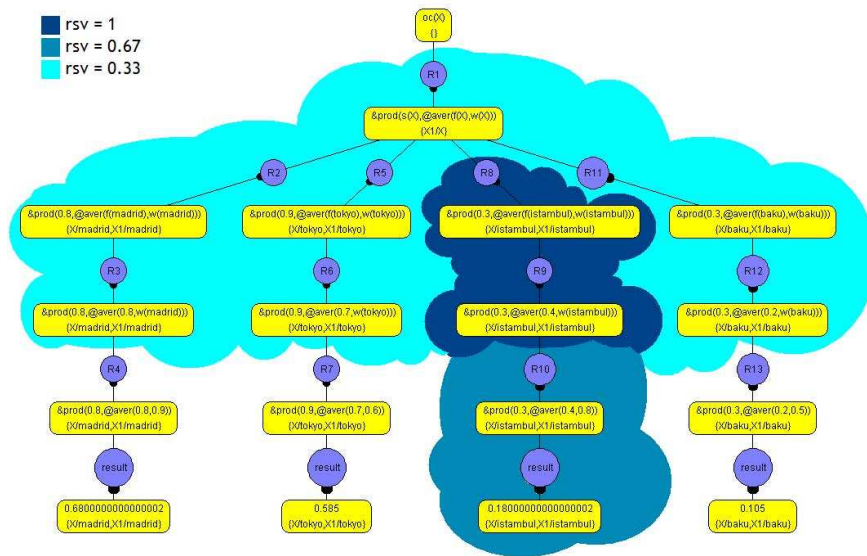 rsv = 1
rsv = 0.67
rsv = 0.33
oc(X)
{}
R1
&prod(s(X),@aver(f(X),w(X)))
{X1/X}
R2
R5
R8
R11
&prod(0.8,@aver(f(madrid),w(madrid)))
{X/madrid,X1/madrid}
&prod(0.9,@aver(f(tokyo),w(tokyo)))
{X/tokyo,X1/tokyo}
&prod(0.3,@aver(f(istambul),w(istambul)))
{X/istambul,X1/istambul}
&prod(0.3,@aver(f(baku),w(baku)))
{X/baku,X1/baku}
R3
R6
R9
R12
&prod(0.8,@aver(0.8,w(madrid)))
{X/madrid,X1/madrid}
&prod(0.9,@aver(0.7,w(tokyo)))
{X/tokyo,X1/tokyo}
&prod(0.3,@aver(0.4,w(istambul)))
{X/istambul,X1/istambul}
&prod(0.3,@aver(0.2,w(baku)))
{X/baku,X1/baku}
R4
R7
R10
R13
&prod(0.8,@aver(0.8,0.9))
{X/madrid,X1/madrid}
&prod(0.9,@aver(0.7,0.6))
{X/tokyo,X1/tokyo}
&prod(0.3,@aver(0.4,0.8))
{X/istambul,X1/istambul}
&prod(0.3,@aver(0.2,0.5))
{X/baku,X1/baku}
result
result
result
result
0.6800000000000002
{X/madrid,X1/madrid}
0.585
{X/tokyo,X1/tokyo}
0.18000000000000002
{X/istambul,X1/istambul}
0.105
{X/baku,X1/baku}